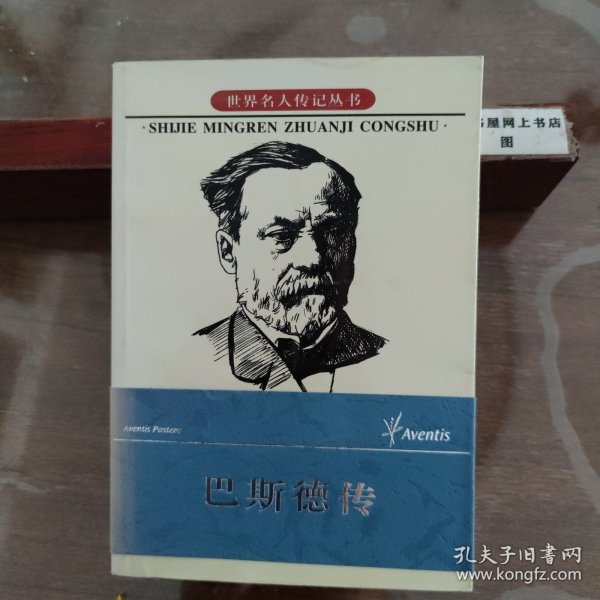 世界名人传记丛书
·SHIJIE MINGREN ZHUANJI CONGSHU·
书屋网上书店
图
Aventis Pasteur
Aventis
巴斯德传
孔夫子旧书网
www.kongfz.com